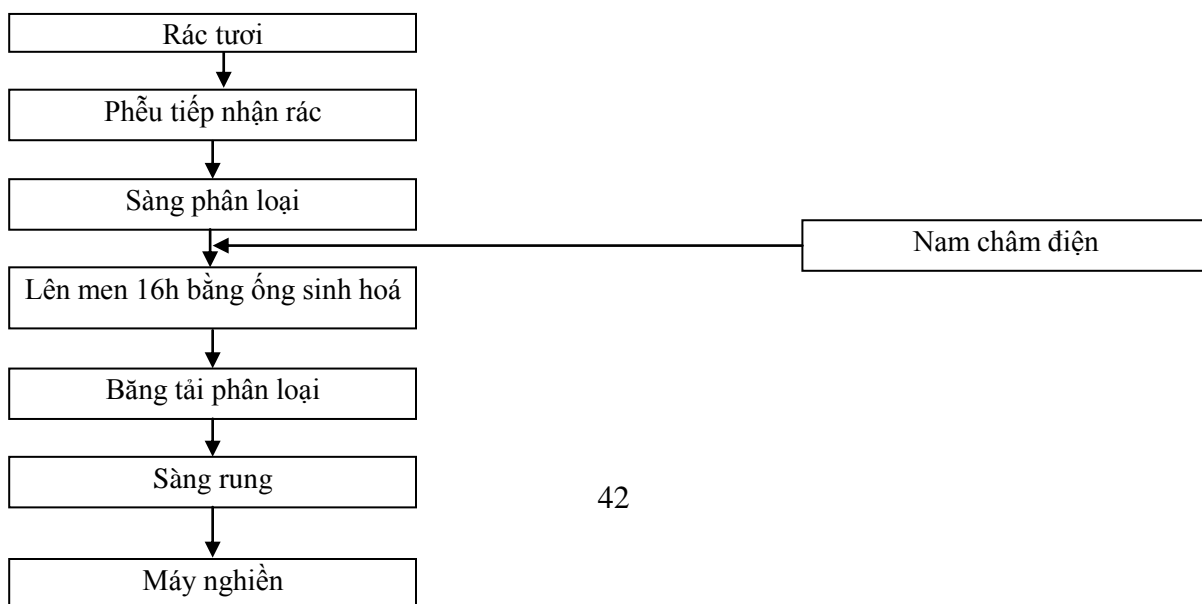 Rác tươi
Phễu tiếp nhận rác
Sàng phân loại
Nam châm điện
Lên men 16h bằng ống sinh hoá
Băng tải phân loại
Sàng rung
42
Máy nghiền